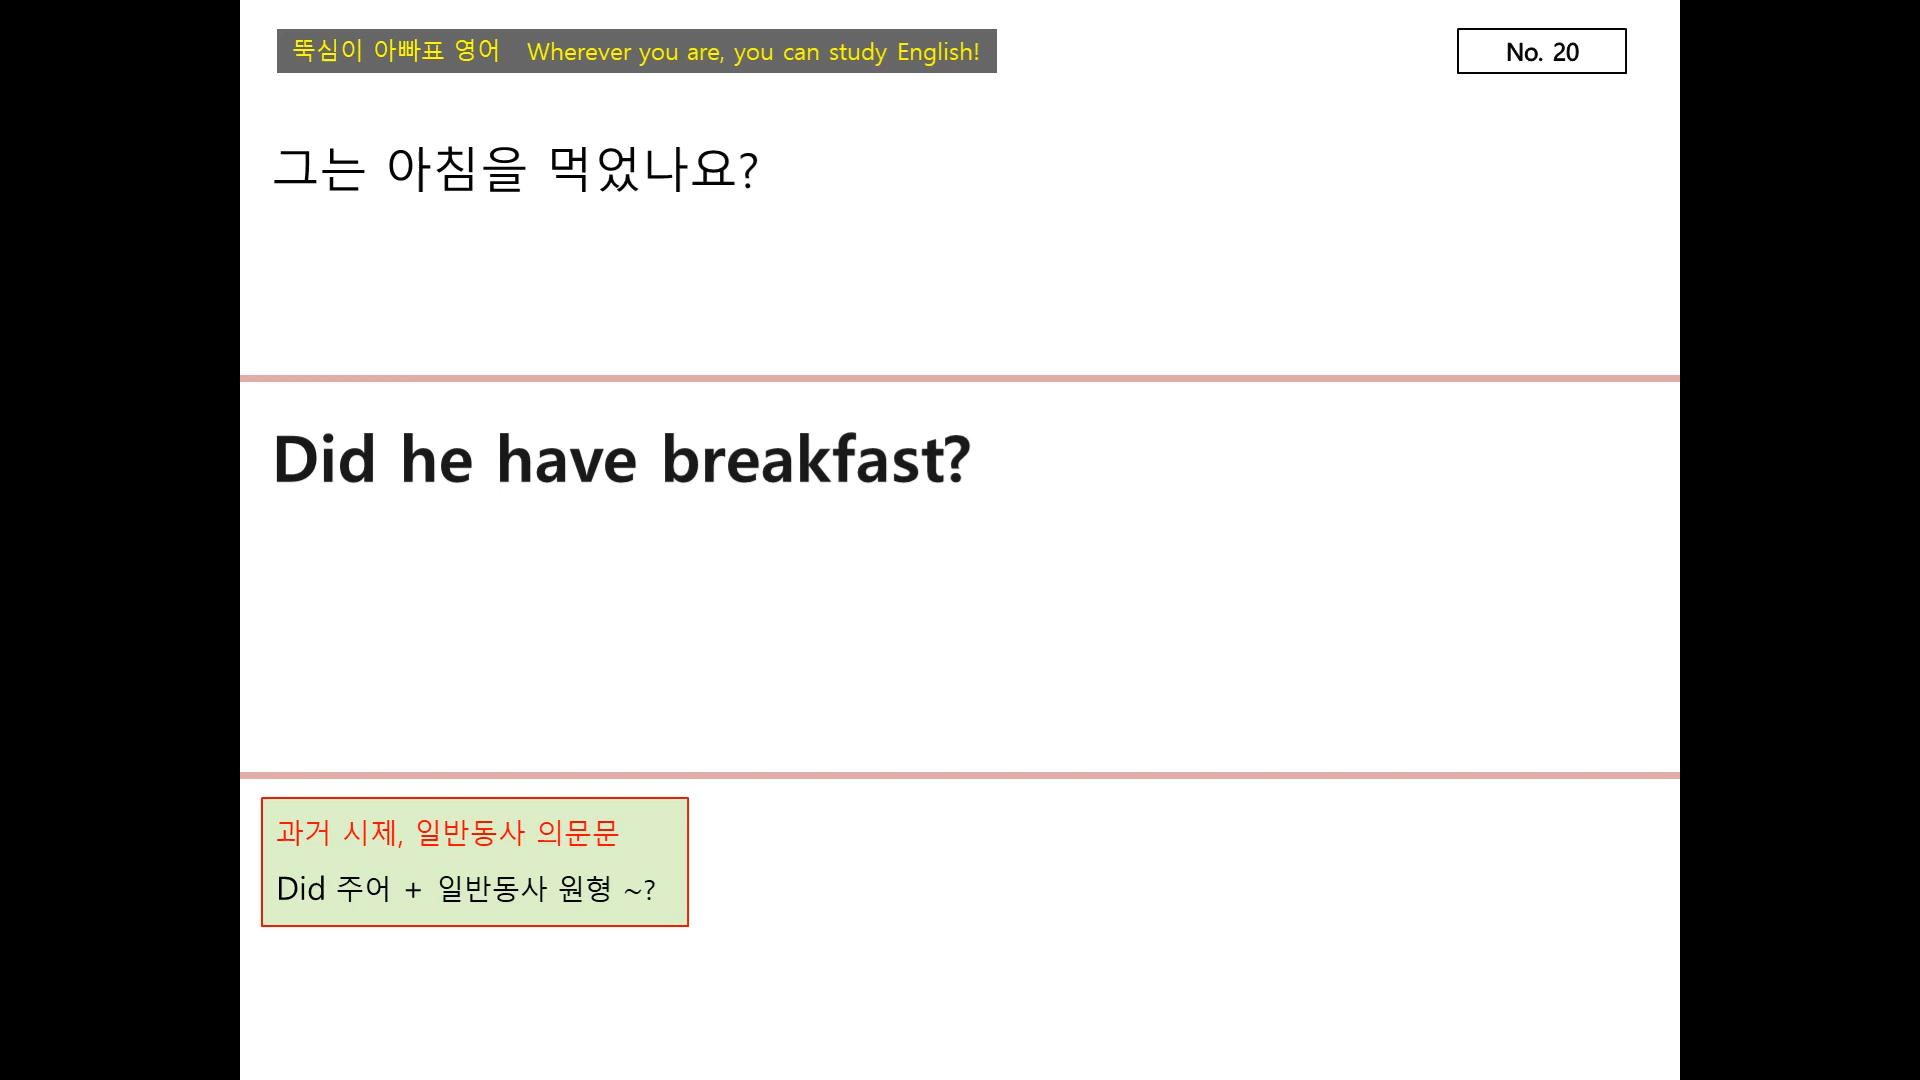 뚝심이 아빠표 영어 Wherever you are, you can study English!
No. 20
그는 아침을 먹었나요?
Did he have breakfast?
과거 시제, 일반동사 의문문
Did 주어 + 일반동사 원형 ~?